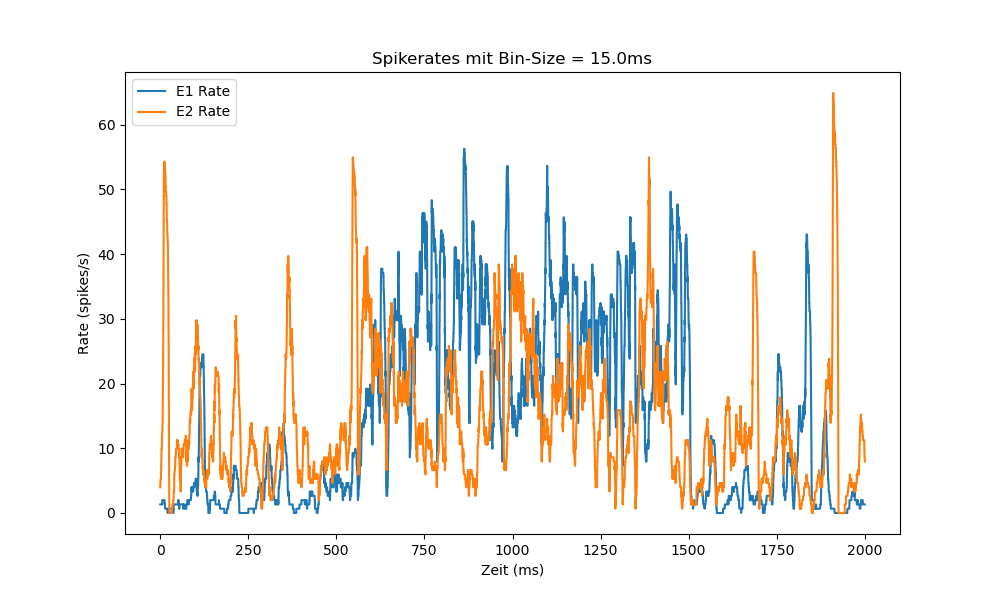 Spikerates mit Bin-Size = 15.0ms
E1 Rate
E2 Rate
60
50
40
30
20
10
0
Rate (spikes/s)
0 250 500 750 1000 1250 1500 1750 2000
Zeit (ms)